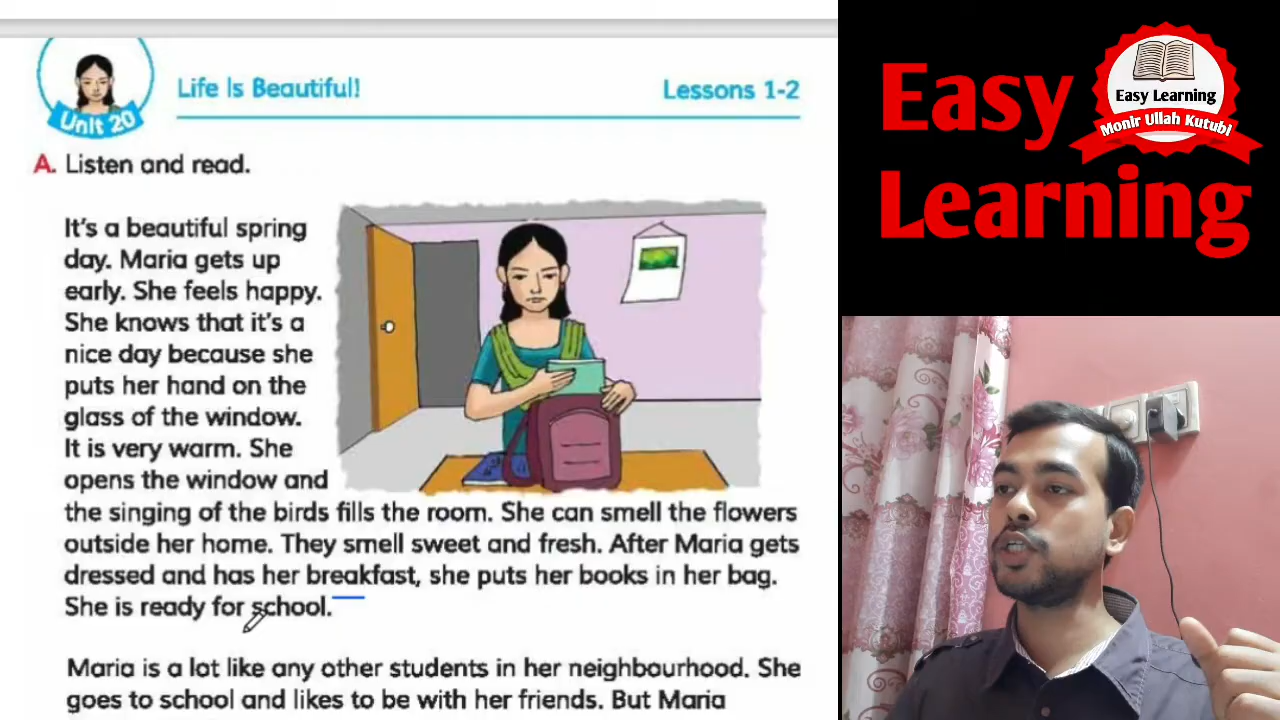 Unit 20
Life Is Beautiful!
Lessons 1-2
A. Listen and read.
It's a beautiful spring
day. Maria gets up
early. She feels happy.
She knows that it's a
nice day because she
puts her hand on the
glass of the window.
It is very warm. She
opens the window and
the singing of the birds fills the room. She can smell the flowers
outside her home. They smell sweet and fresh. After Maria gets
dressed and has her breakfast, she puts her books in her bag.
She is ready for school.
Maria is a lot like any other students in her neighbourhood. She
goes to school and likes to be with her friends. But Maria
Easy
Learning
Easy Learning
Monir Ullah Kutubi